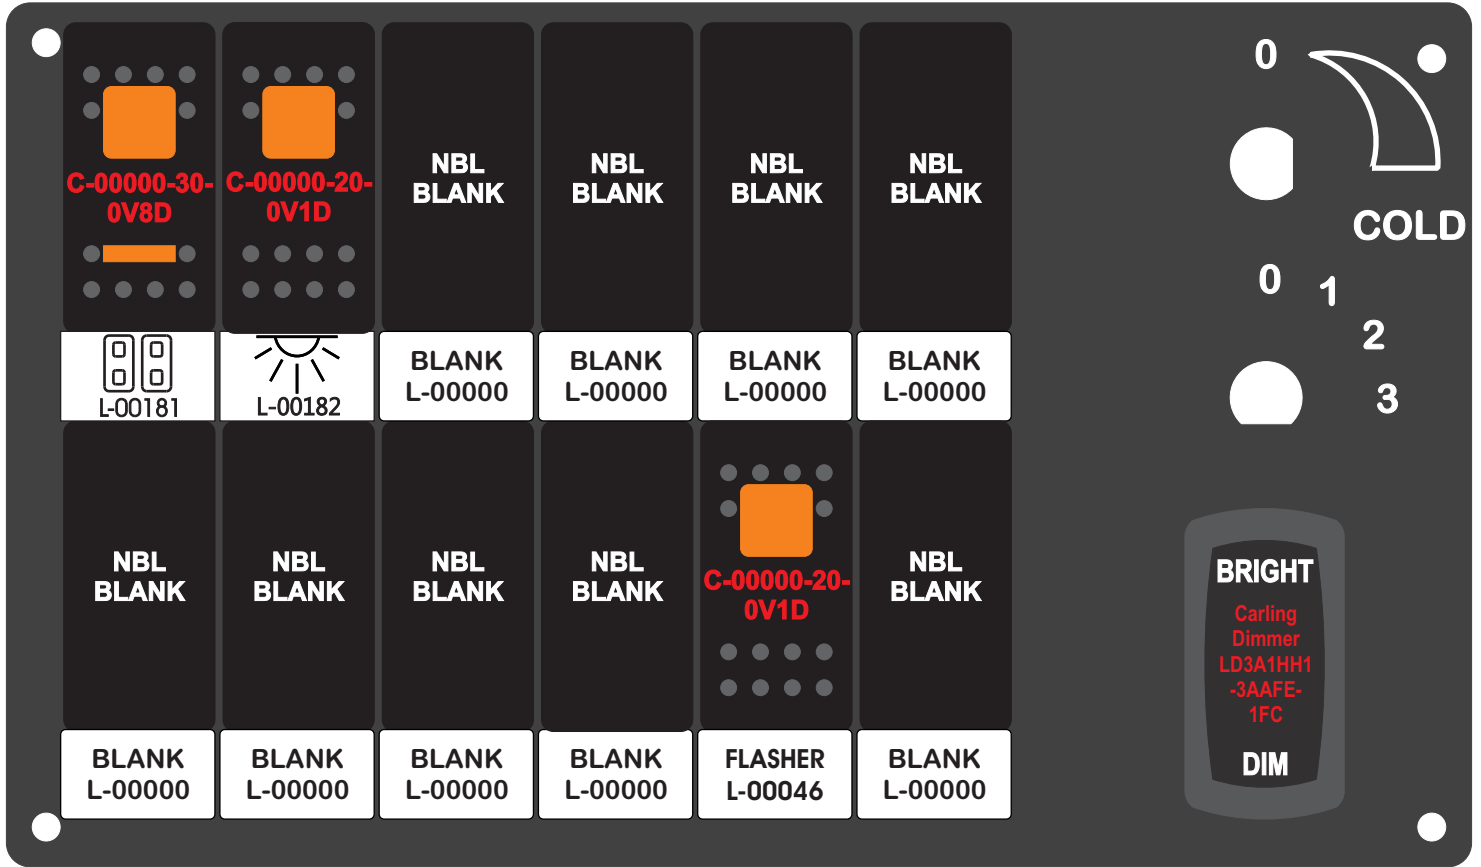 C-00000-30-
0V8D
C-00000-20-
0V1D
NBL
BLANK
NBL
BLANK
NBL
BLANK
NBL
BLANK
L-00181
L-00182
BLANK
L-00000
BLANK
L-00000
BLANK
L-00000
BLANK
L-00000
NBL
BLANK
NBL
BLANK
NBL
BLANK
NBL
BLANK
C-00000-20-
0V1D
NBL
BLANK
BLANK
L-00000
BLANK
L-00000
BLANK
L-00000
BLANK
L-00000
FLASHER
L-00046
BLANK
L-00000
0
COLD
0
1
2
3
BRIGHT
Carling
Dimmer
LD3A1HH1
-3AAFE-
1FC
DIM